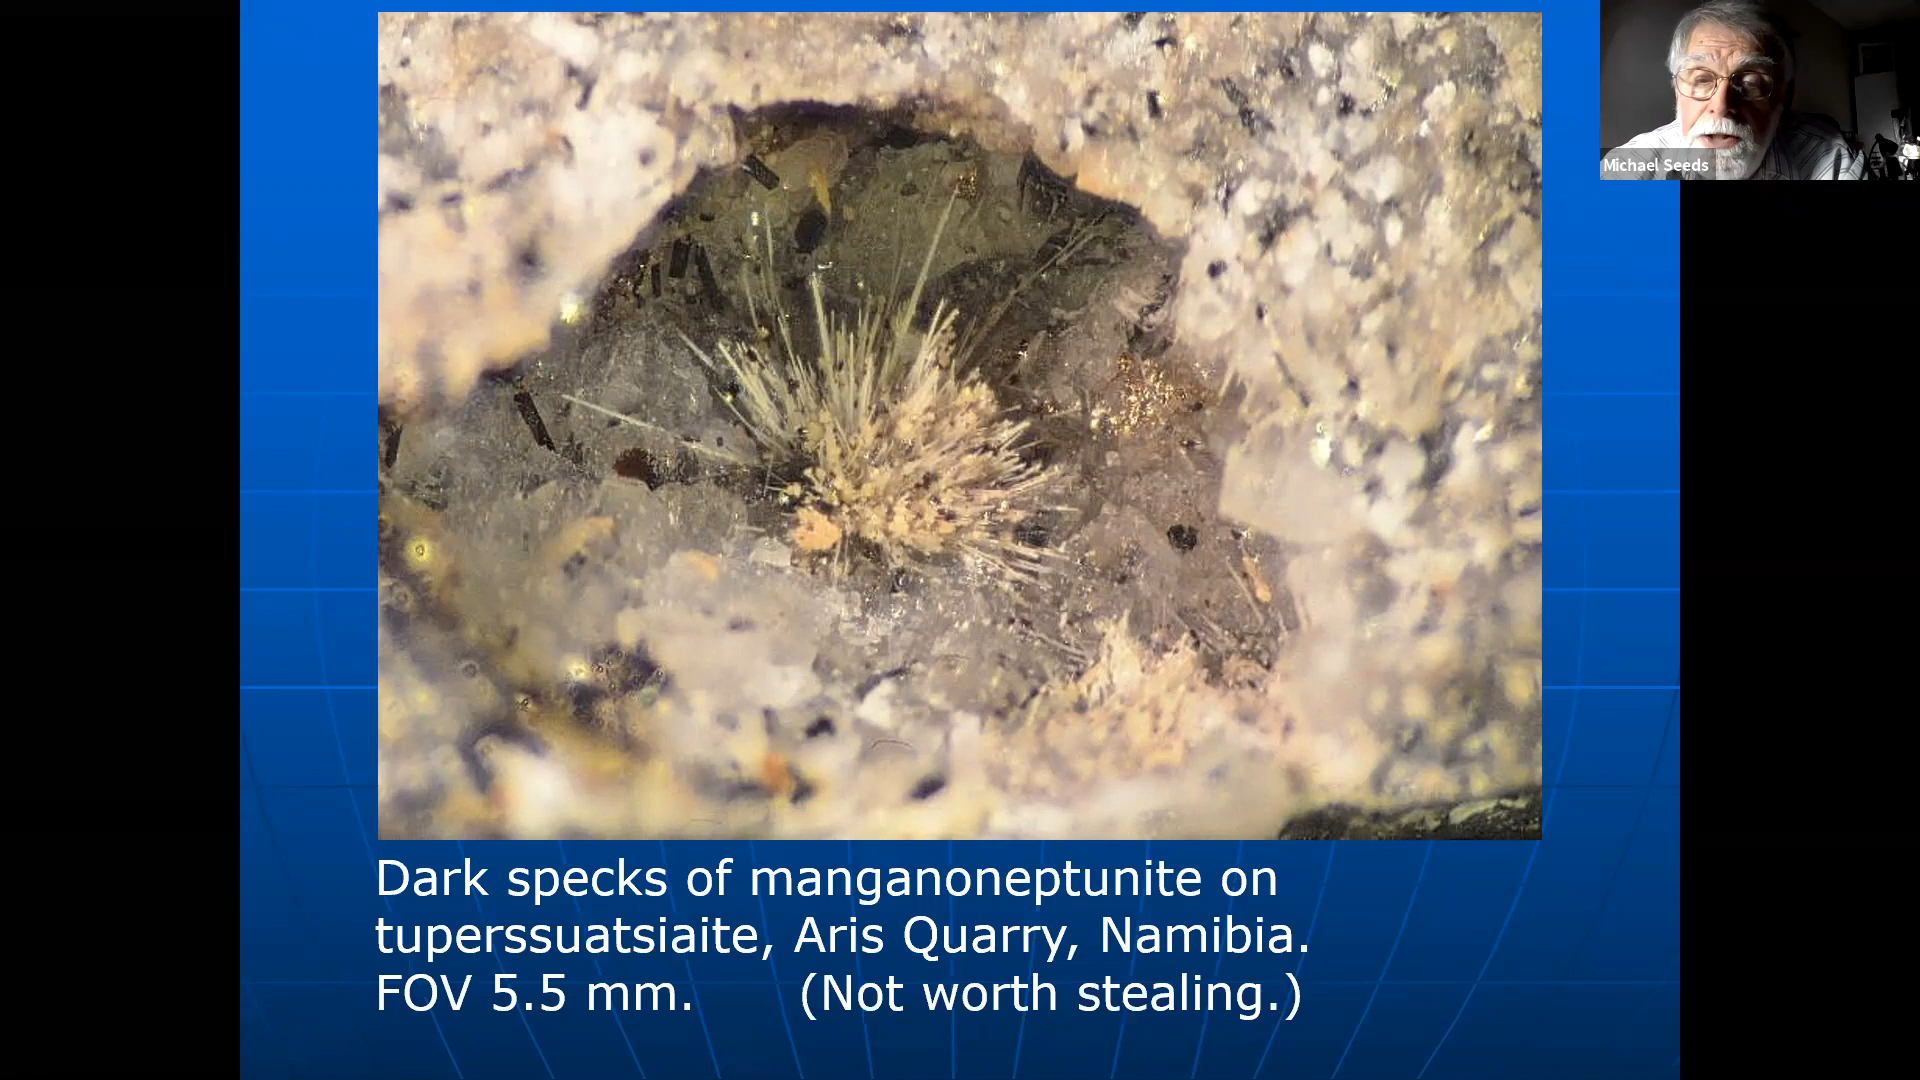 Michael Seeds
Dark specks of manganoneptunite on
tuperssuatsiaite, Aris Quarry, Namibia.
FOV 5.5 mm. (Not worth stealing.)